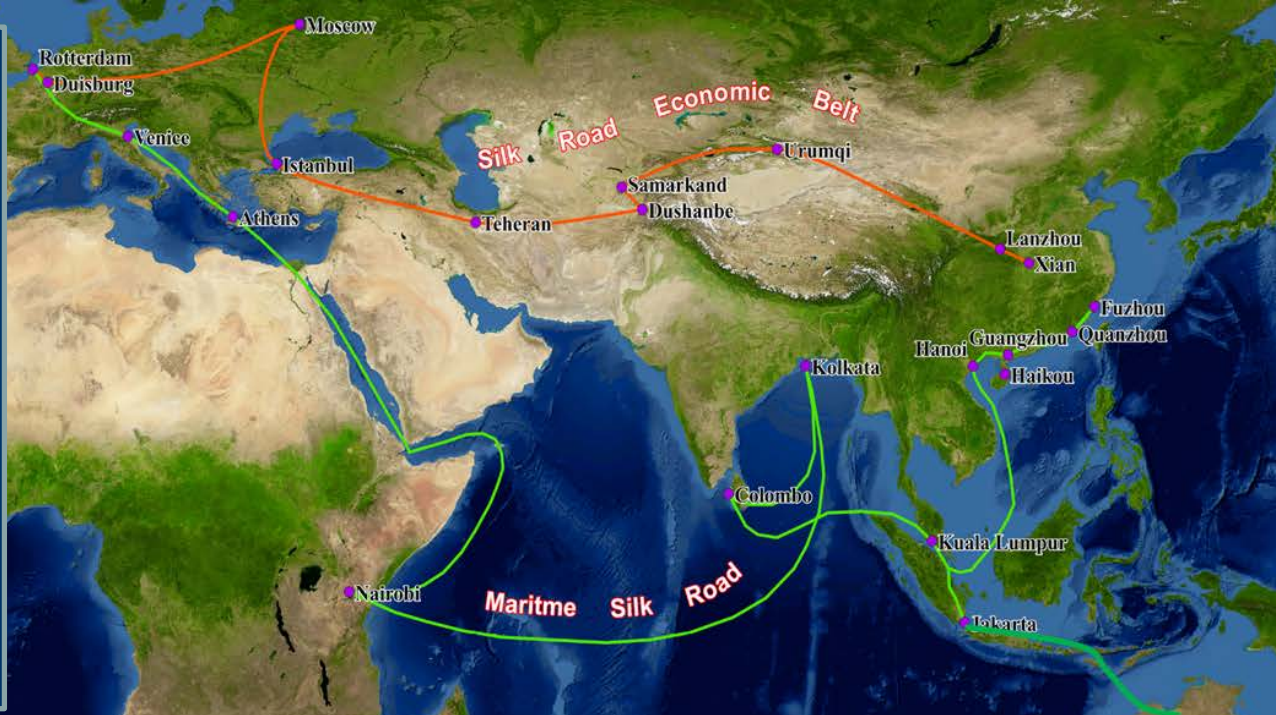 Moscow
Rotterdam
Duisburg
Venice
Istanbul
Athens
Teheran
Silk Road Economic Belt
Urumqi
Samarkand
Dushanbe
Lanzhou
Xian
Fuzhou
Quanzhou
Guangzhou
Hanoi
Haikou
Kolkata
Colombo
Kuala Lumpur
Nairobi
Maritme Silk Road
Jakarta